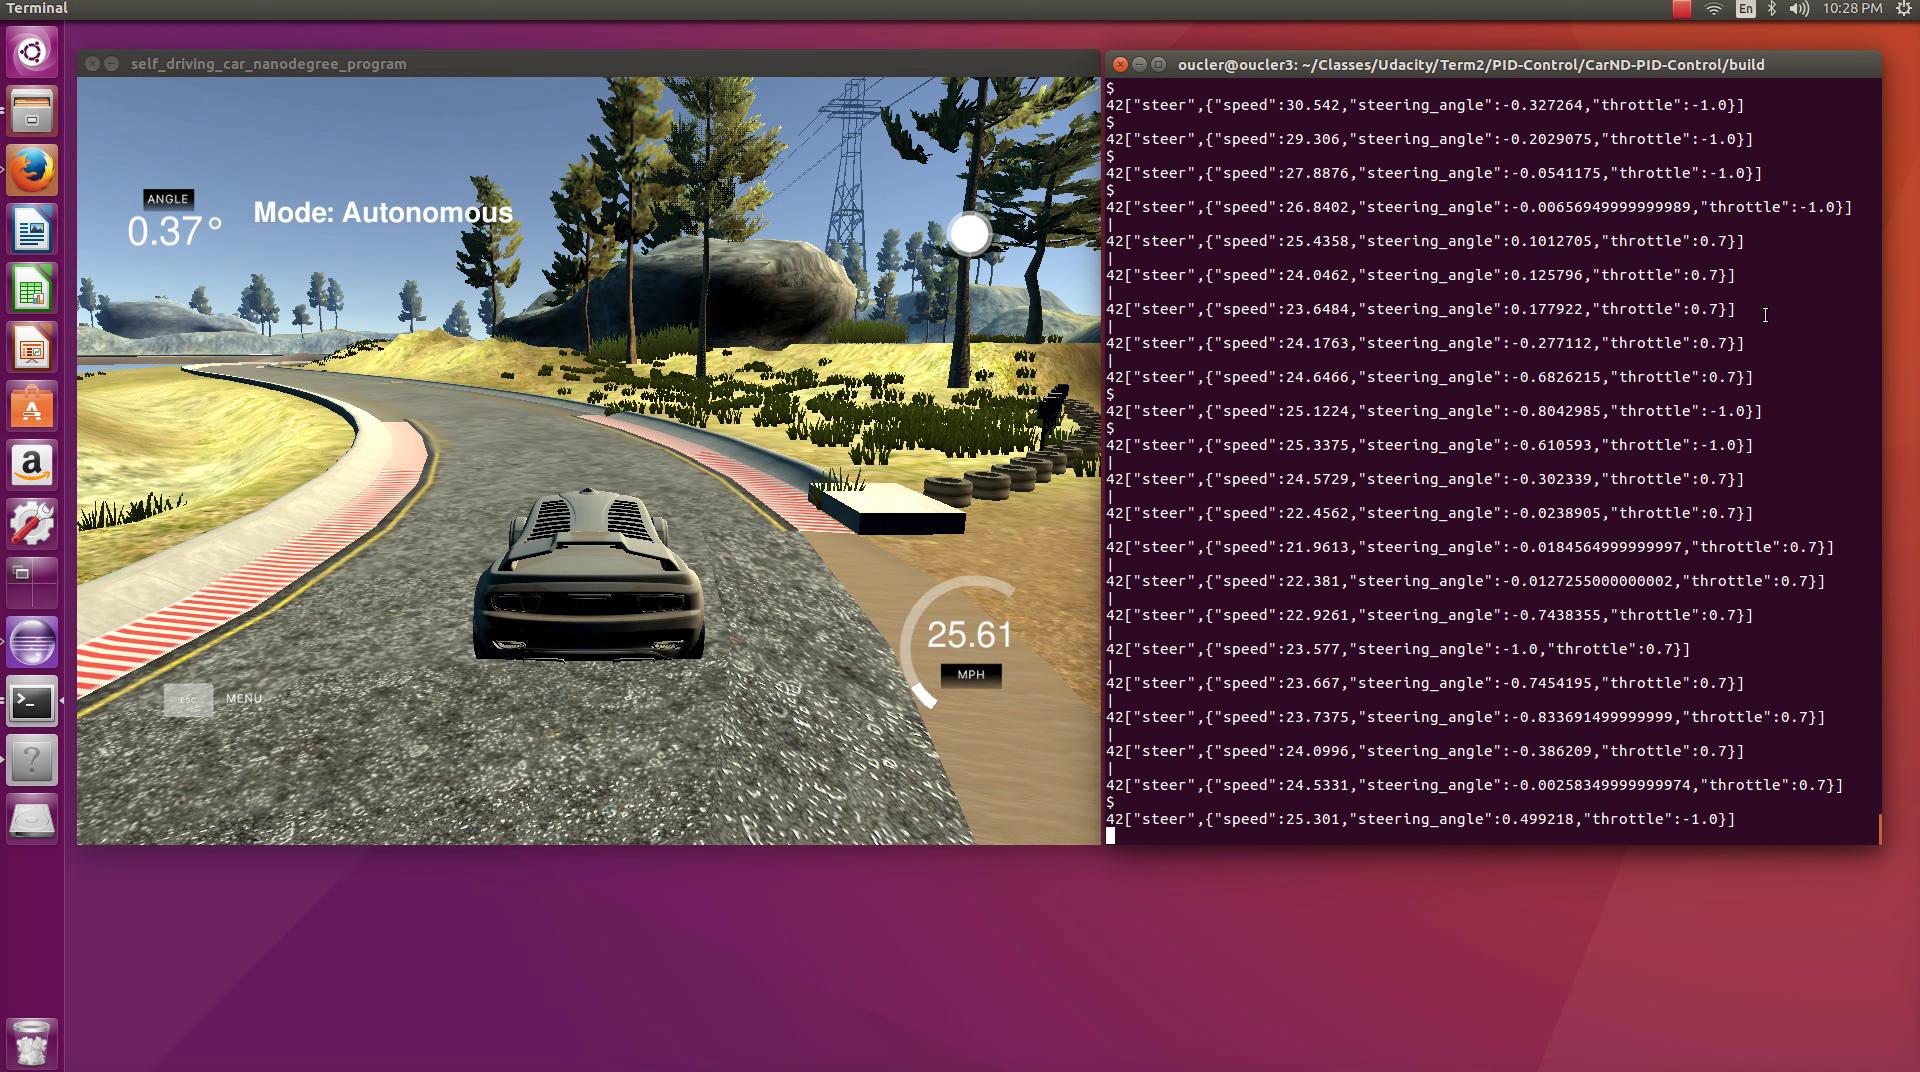 Terminal
En
10:28 PM
self_driving_car_nanodegree_program
ANGLE
0.37°
Mode: Autonomous
25.61
MPH
ESC
MENU
a
oucler@oucler3: ~/Classes/Udacity/Term2/PID-Control/CarND-PID-Control/build
$
42["steer",{"speed":30.542,"steering_angle":-0.327264,"throttle":-1.0}]
$
42["steer",{"speed":29.306,"steering_angle":-0.2029075,"throttle":-1.0}]
$
42["steer",{"speed":27.8876,"steering_angle":-0.0541175,"throttle":-1.0}]
$
42["steer",{"speed":26.8402,"steering_angle":-0.00656949999999989,"throttle":-1.0}]
|
42["steer",{"speed":25.4358,"steering_angle":0.1012705,"throttle":0.7}]
|
42["steer",{"speed":24.0462,"steering_angle":0.125796,"throttle":0.7}]
|
42["steer",{"speed":23.6484,"steering_angle":0.177922,"throttle":0.7}]
|
42["steer",{"speed":24.1763,"steering_angle":-0.277112,"throttle":0.7}]
|
42["steer",{"speed":24.6466,"steering_angle":-0.6826215,"throttle":0.7}]
$
42["steer",{"speed":25.1224,"steering_angle":-0.8042985,"throttle":-1.0}]
$
42["steer",{"speed":25.3375,"steering_angle":-0.610593,"throttle":-1.0}]
|
42["steer",{"speed":24.5729,"steering_angle":-0.302339,"throttle":0.7}]
|
42["steer",{"speed":22.4562,"steering_angle":-0.0238905,"throttle":0.7}]
|
42["steer",{"speed":21.9613,"steering_angle":-0.0184564999999997,"throttle":0.7}]
|
42["steer",{"speed":22.381,"steering_angle":-0.0127255000000002,"throttle":0.7}]
|
42["steer",{"speed":22.9261,"steering_angle":-0.7438355,"throttle":0.7}]
|
42["steer",{"speed":23.577,"steering_angle":-1.0,"throttle":0.7}]
|
42["steer",{"speed":23.667,"steering_angle":-0.7454195,"throttle":0.7}]
|
42["steer",{"speed":23.7375,"steering_angle":-0.833691499999999,"throttle":0.7}]
|
42["steer",{"speed":24.0996,"steering_angle":-0.386209,"throttle":0.7}]
|
42["steer",{"speed":24.5331,"steering_angle":-0.00258349999999974,"throttle":0.7}]
$
42["steer",{"speed":25.301,"steering_angle":0.499218,"throttle":-1.0}]